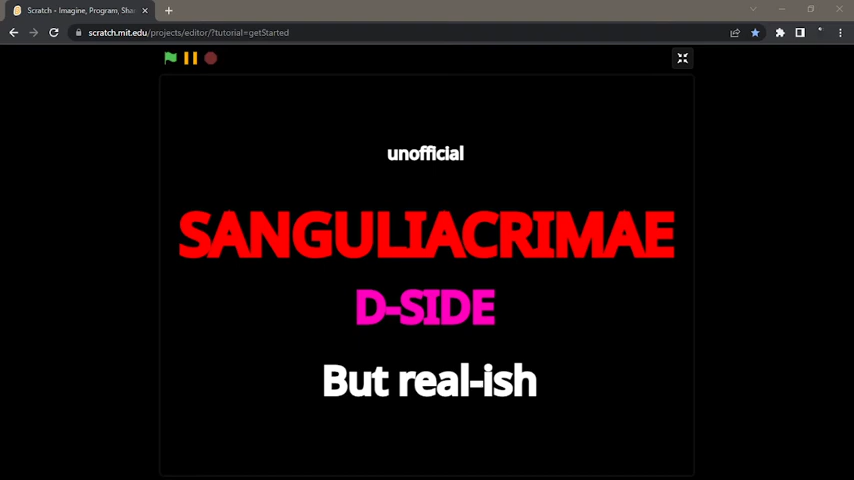 Scratch - Imagine, Program, Sha
scratch.mit.edu/projects/editor/?tutorial=getStarted
unofficial
SANGULIACRIMAE
D-SIDE
But real-ish